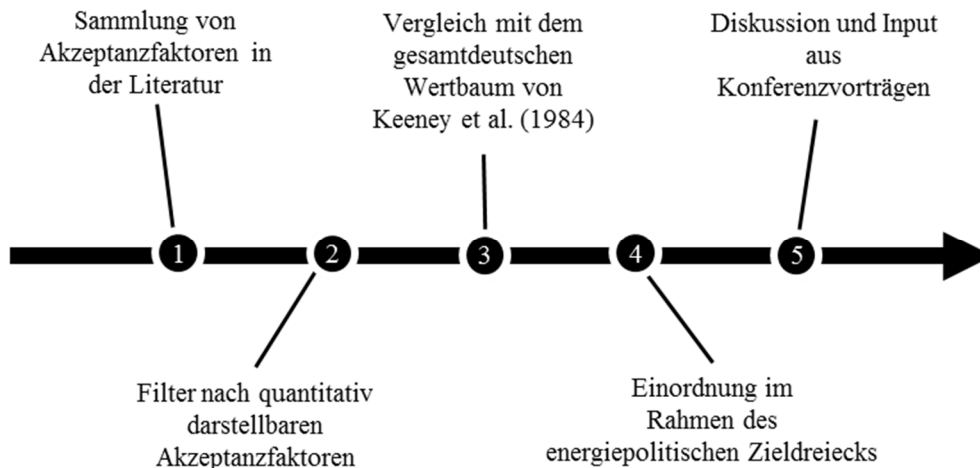 Sammlung von
Akzeptanzfaktoren in
der Literatur
Vergleich mit dem
gesamtdeutschen
Wertbaum von
Keeney et al. (1984)
Diskussion und Input
aus
Konferenzvorträgen
1
2
3
4
5
Filter nach quantitativ
darstellbaren
Akzeptanzfaktoren
Einordnung im
Rahmen des
energiepolitischen Zieldreiecks